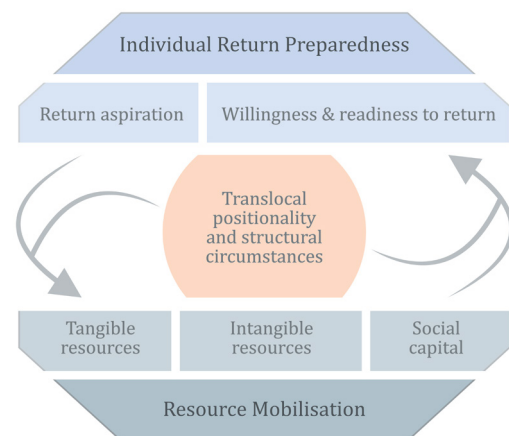 Individual Return Preparedness
Return aspiration
Willingness & readiness to return
Translocal
positionality
and structural
circumstances
Tangible
resources
Intangible
resources
Social
capital
Resource Mobilisation